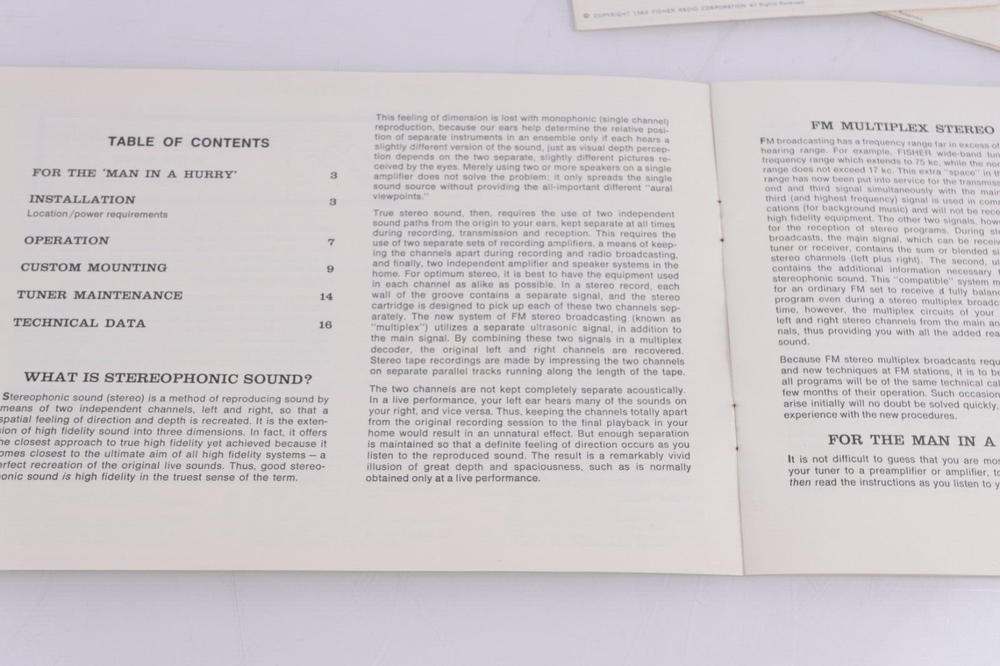 © COPYRIGHT 1964 FISHER RADIO CORPORATION All Rights Reserved
TABLE OF CONTENTS
FOR THE 'MAN IN A HURRY' 3
INSTALLATION 3
Location/power requirements
OPERATION 7
CUSTOM MOUNTING 9
TUNER MAINTENANCE 14
TECHNICAL DATA 16
WHAT IS STEREOPHONIC SOUND?
Stereophonic sound (stereo) is a method of reproducing sound by
means of two independent channels, left and right, so that a
spatial feeling of direction and depth is recreated. It is the exten-
sion of high fidelity sound into three dimensions. In fact, it offers
he closest approach to true high fidelity yet achieved because it
omes closest to the ultimate aim of all high fidelity systems – a
erfect recreation of the original live sounds. Thus, good stereo-
onic sound is high fidelity in the truest sense of the term.
This feeling of dimension is lost with monophonic (single channel)
reproduction, because our ears help determine the relative posi-
tion of separate instruments in an ensemble only if each hears a
slightly different version of the sound, just as visual depth percep-
tion depends on the two separate, slightly different pictures re-
ceived by the eyes. Merely using two or more speakers on a single
amplifier does not solve the problem; it only spreads the single
sound source without providing the all-important different "aural
viewpoints."
True stereo sound, then, requires the use of two independent
sound paths from the origin to your ears, kept separate at all times
during recording, transmission and reception. This requires the
use of two separate sets of recording amplifiers, a means of keep-
ing the channels apart during recording and radio broadcasting,
and finally, two independent amplifier and speaker systems in the
home. For optimum stereo, it is best to have the equipment used
in each channel as alike as possible. In a stereo record, each
wall of the groove contains a separate signal, and the stereo
cartridge is designed to pick up each of these two channels sep-
arately. The new system of FM stereo broadcasting (known as
"multiplex") utilizes a separate ultrasonic signal, in addition to
the main signal. By combining these two signals in a multiplex
decoder, the original left and right channels are recovered.
Stereo tape recordings are made by impressing the two channels
on separate parallel tracks running along the length of the tape.
The two channels are not kept completely separate acoustically.
In a live performance, your left ear hears many of the sounds on
your right, and vice versa. Thus, keeping the channels totally apart
from the original recording session to the final playback in your
home would result in an unnatural effect. But enough separation
is maintained so that a definite feeling of direction occurs as you
listen to the reproduced sound. The result is a remarkably vivid
illusion of great depth and spaciousness, such as is normally
obtained only at a live performance.
FM MULTIPLEX STEREO
FM broadcasting has a frequency range far in excess of
hearing range. For example, FISHER wide-band tun
frequency range which extends to 75 kc, while the nor
range does not exceed 17 kc. This extra "space" in th
range has now been put into service for the transmiss
ond and third signal simultaneously with the main
third (and highest frequency) signal is used in comm
cations (for background music) and will not be rece
high fidelity equipment. The other two signals, howe
for the reception of stereo programs. During ste
broadcasts, the main signal, which can be receiv
tuner or receiver, contains the sum or blended si
stereo channels (left plus right). The second, ul
contains the additional information necessary t
stereophonic sound. This "compatible" system m
for an ordinary FM set to receive a fully balanc
program even during a stereo multiplex broadc
time, however, the multiplex circuits of your
left and right stereo channels from the main an
nals, thus providing you with all the added rea
sound.
Because FM stereo multiplex broadcasts requ
and new techniques at FM stations, it is to be
all programs will be of the same technical cal
few months of their operation. Such occasion
arise initially will no doubt be solved quickly,
experience with the new procedures.
FOR THE MAN IN A
It is not difficult to guess that you are mos
your tuner to a preamplifier or amplifier, to
then read the instructions as you listen to y